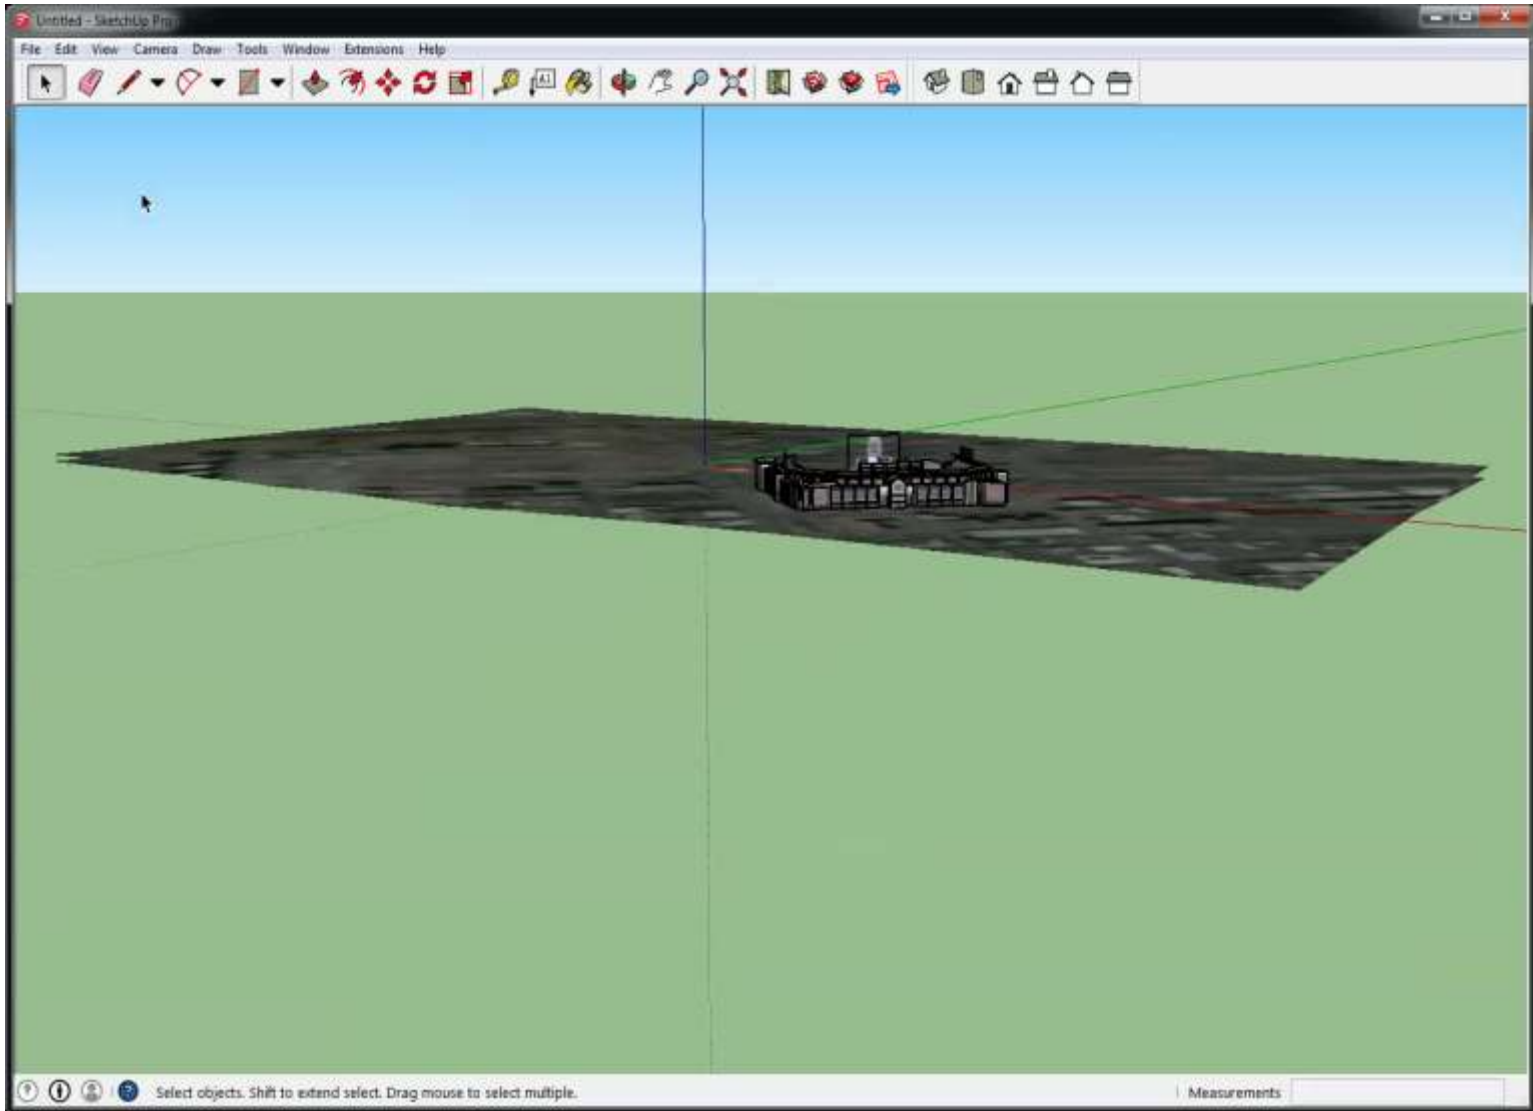 Untitled - SketchUp Pro
File Edit View Camera Draw Tools Window Extensions Help
Select objects. Shift to extend select. Drag mouse to select multiple.
Measurements